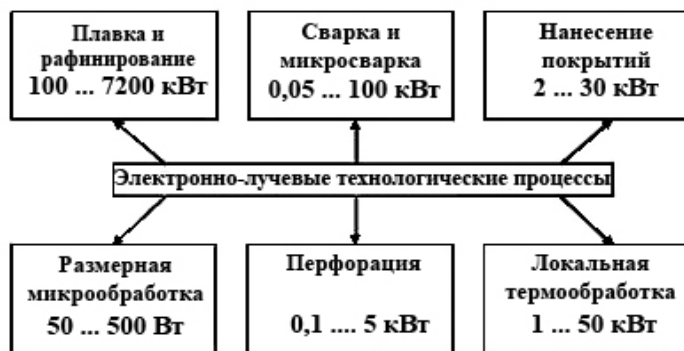 Плавка и
рафинирование
100 ... 7200 кВт
Сварка и
микросварка
0,05 ... 100 кВт
Нанесение
покрытий
2 ... 30 кВт
Электронно-лучевые технологические процессы
Размерная
микрообработка
50 ... 500 Вт
Перфорация
0,1 .... 5 кВт
Локальная
термообработка
1 ... 50 кВт